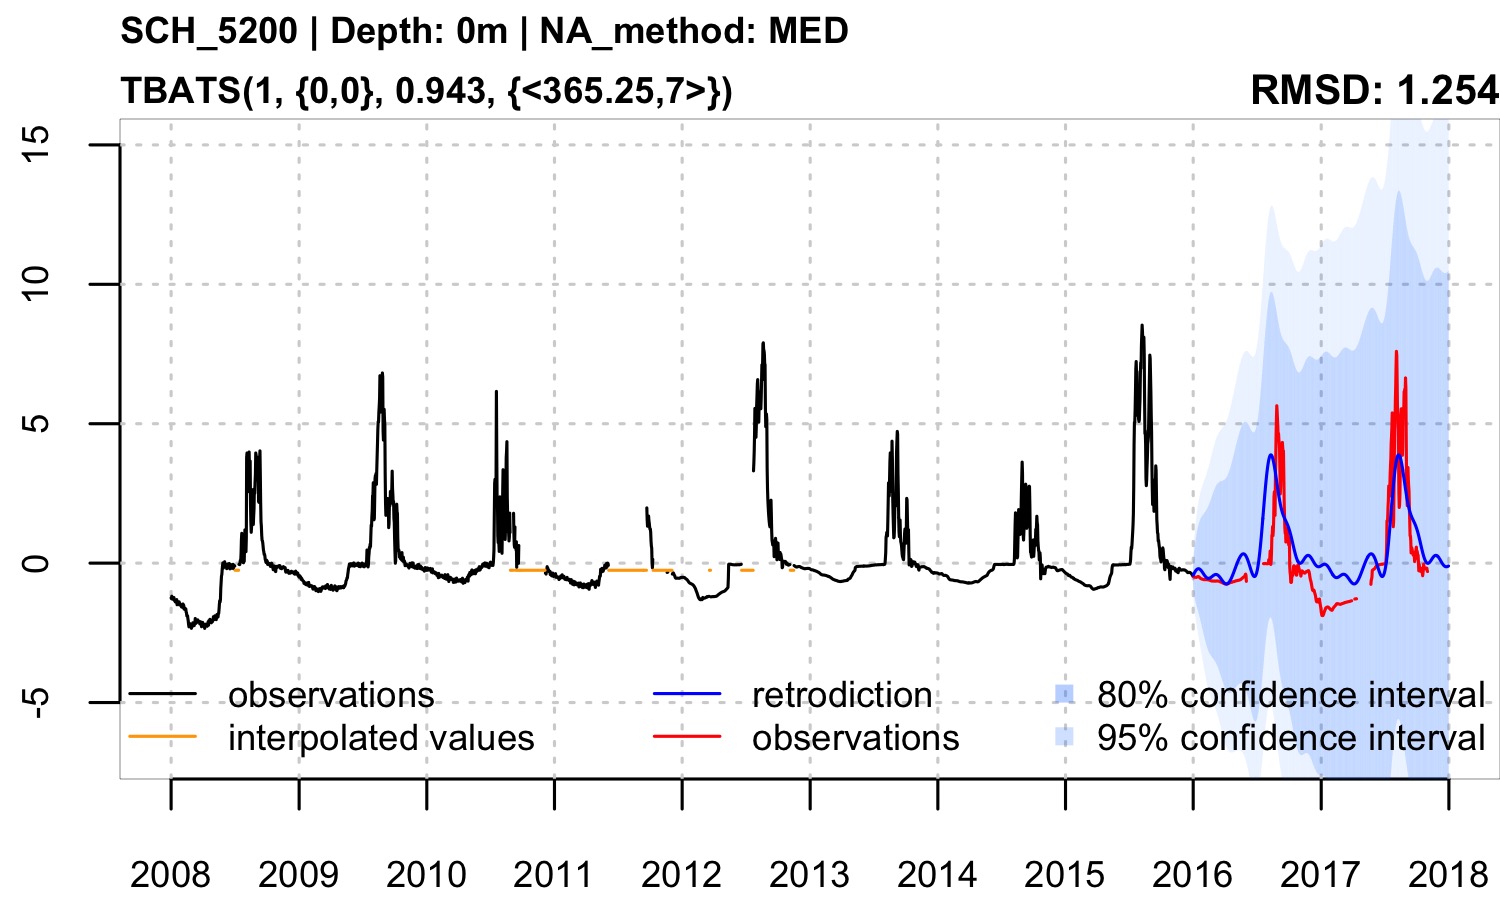 SCH_5200 | Depth: 0m | NA_method: MED
TBATS(1, {0,0}, 0.943, {<365.25,7>})
RMSD: 1.254
15
10
5
0
-5
observations
retrodiction
80% confidence interval
interpolated values
observations
95% confidence interval
2008 2009 2010 2011 2012 2013 2014 2015 2016 2017 2018